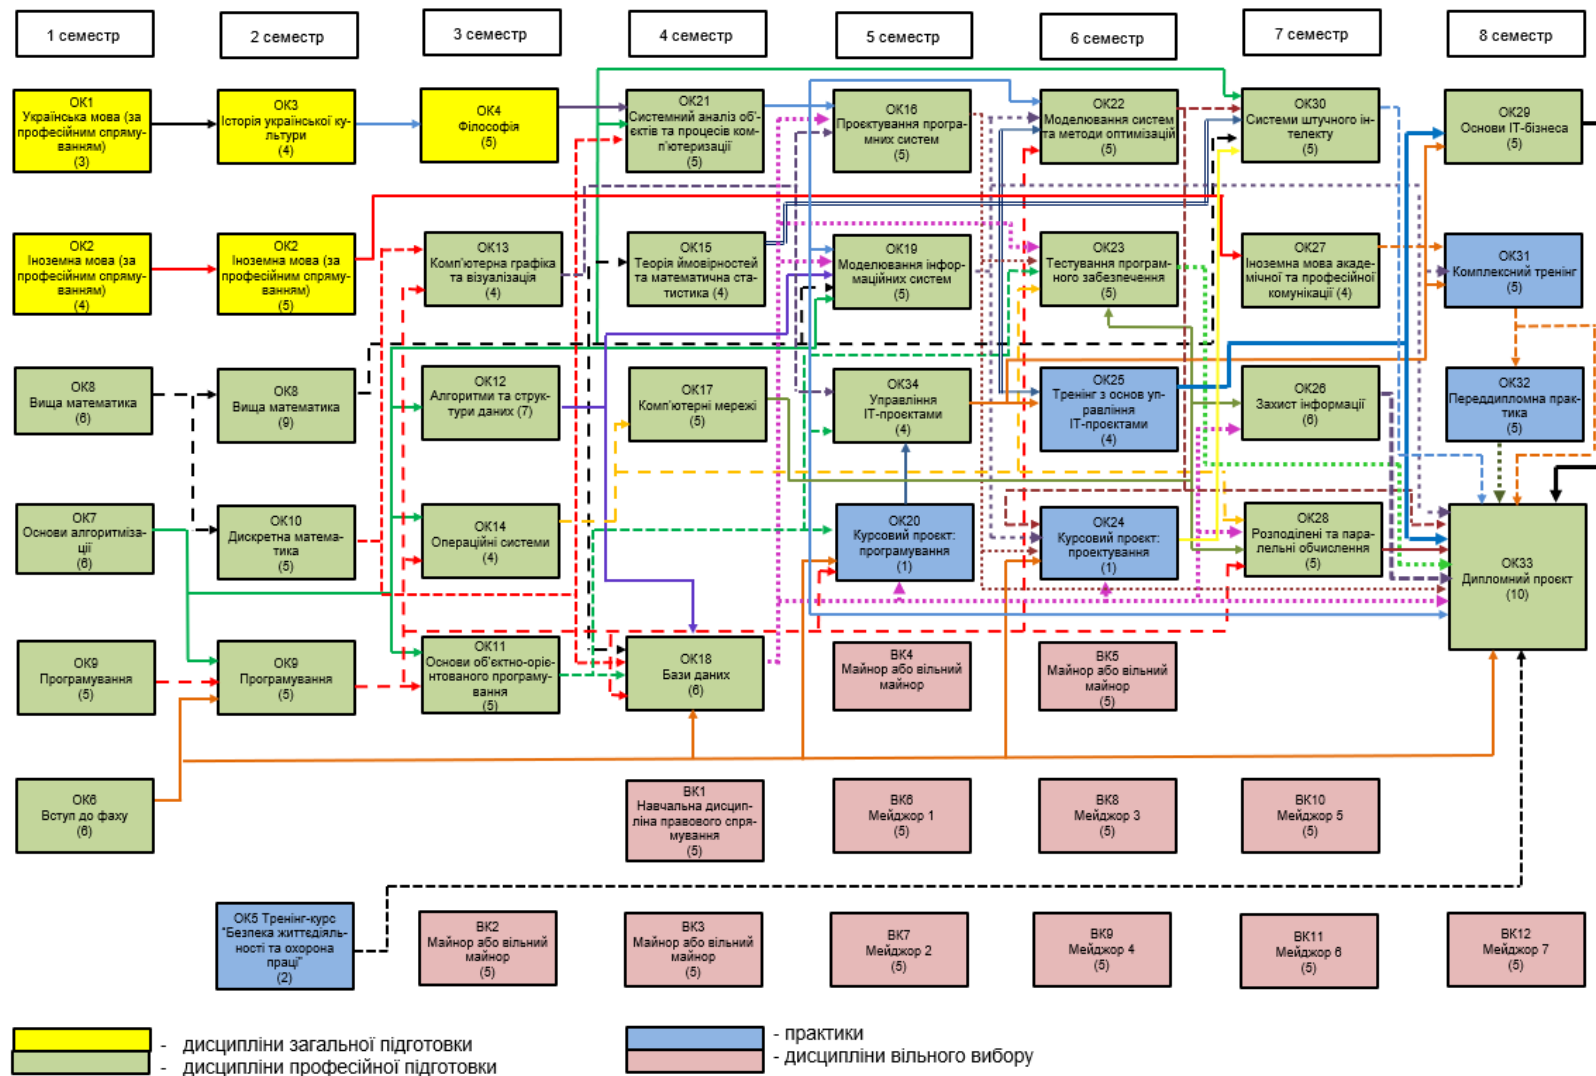 1 семестр
2 семестр
3 семестр
4 семестр
5 семестр
6 семестр
7 семестр
8 семестр
ОК1
Українська мова (за
професійним спряму-
ванням)
(3)
ОК3
Історія української ку-
льтури
(4)
ОК4
Філософія
(5)
ОК21
Системний аналіз об'-
єктів та процесів ком-
п'ютеризації
(5)
ОК16
Проєктування програ-
мних систем
(5)
ОК22
Моделювання систем
та методи оптимізацій
(5)
ОК30
Системи штучного ін-
телекту
(5)
ОК29
Основи ІТ-бізнеса
(5)
ОК2
Іноземна мова (за
професійним спряму-
ванням)
(4)
ОК2
Іноземна мова (за
професійним спряму-
ванням)
(5)
ОК13
Комп'ютерна графіка
та візуалізація
(4)
ОК15
Теорія ймовірностей
та математична ста-
тистика (4)
ОК19
Моделювання інфор-
маційних систем
(5)
ОК23
Тестування програм-
ного забезпечення
(5)
ОК27
Іноземна мова акаде-
мічної та професійної
комунікації (4)
ОК31
Комплексний тренінг
(5)
ОК8
Вища математика
(6)
ОК8
Вища математика
(9)
ОК12
Алгоритми та струк-
тури даних (7)
ОК17
Комп'ютерні мережі
(5)
ОК34
Управління
ІТ-проєктами
(4)
ОК25
Тренінг з основ уп-
равління
ІТ-проєктами
(4)
ОК26
Захист інформації
(6)
ОК32
Переддипломна прак-
тика
(5)
ОК7
Основи алгоритміза-
ції
(6)
ОК10
Дискретна матема-
тика
(5)
ОК14
Операційні системи
(4)
ОК20
Курсовий проєкт:
програмування
(1)
ОК24
Курсовий проєкт:
проектування
(1)
ОК28
Розподілені та пара-
лельні обчислення
(5)
ОК33
Дипломний проєкт
(10)
ОК9
Програмування
(5)
ОК9
Програмування
(5)
ОК11
Основи об'єктно-оріє-
нтованого програму-
вання
(5)
ОК18
Бази даних
(6)
ВК4
Майнор або вільний
майнор
ВК5
Майнор або вільний
майнор
(5)
ОК6
Вступ до фаху
(6)
ВК1
Навчальна дисцип-
ліна правового спря-
мування
(5)
ВК6
Мейджор 1
(5)
ВК8
Мейджор 3
(5)
ВК10
Мейджор 5
(5)
ОК5 Тренінг-курс
"Безпека життєдіяль-
ності та охорона
праці"
(2)
ВК2
Майнор або вільний
майнор
(5)
ВК3
Майнор або вільний
майнор
(5)
ВК7
Мейджор 2
(5)
ВК9
Мейджор 4
(5)
ВК11
Мейджор 6
(5)
ВК12
Мейджор 7
(5)
- дисципліни загальної підготовки
- дисципліни професійної підготовки
- практики
- дисципліни вільного вибору